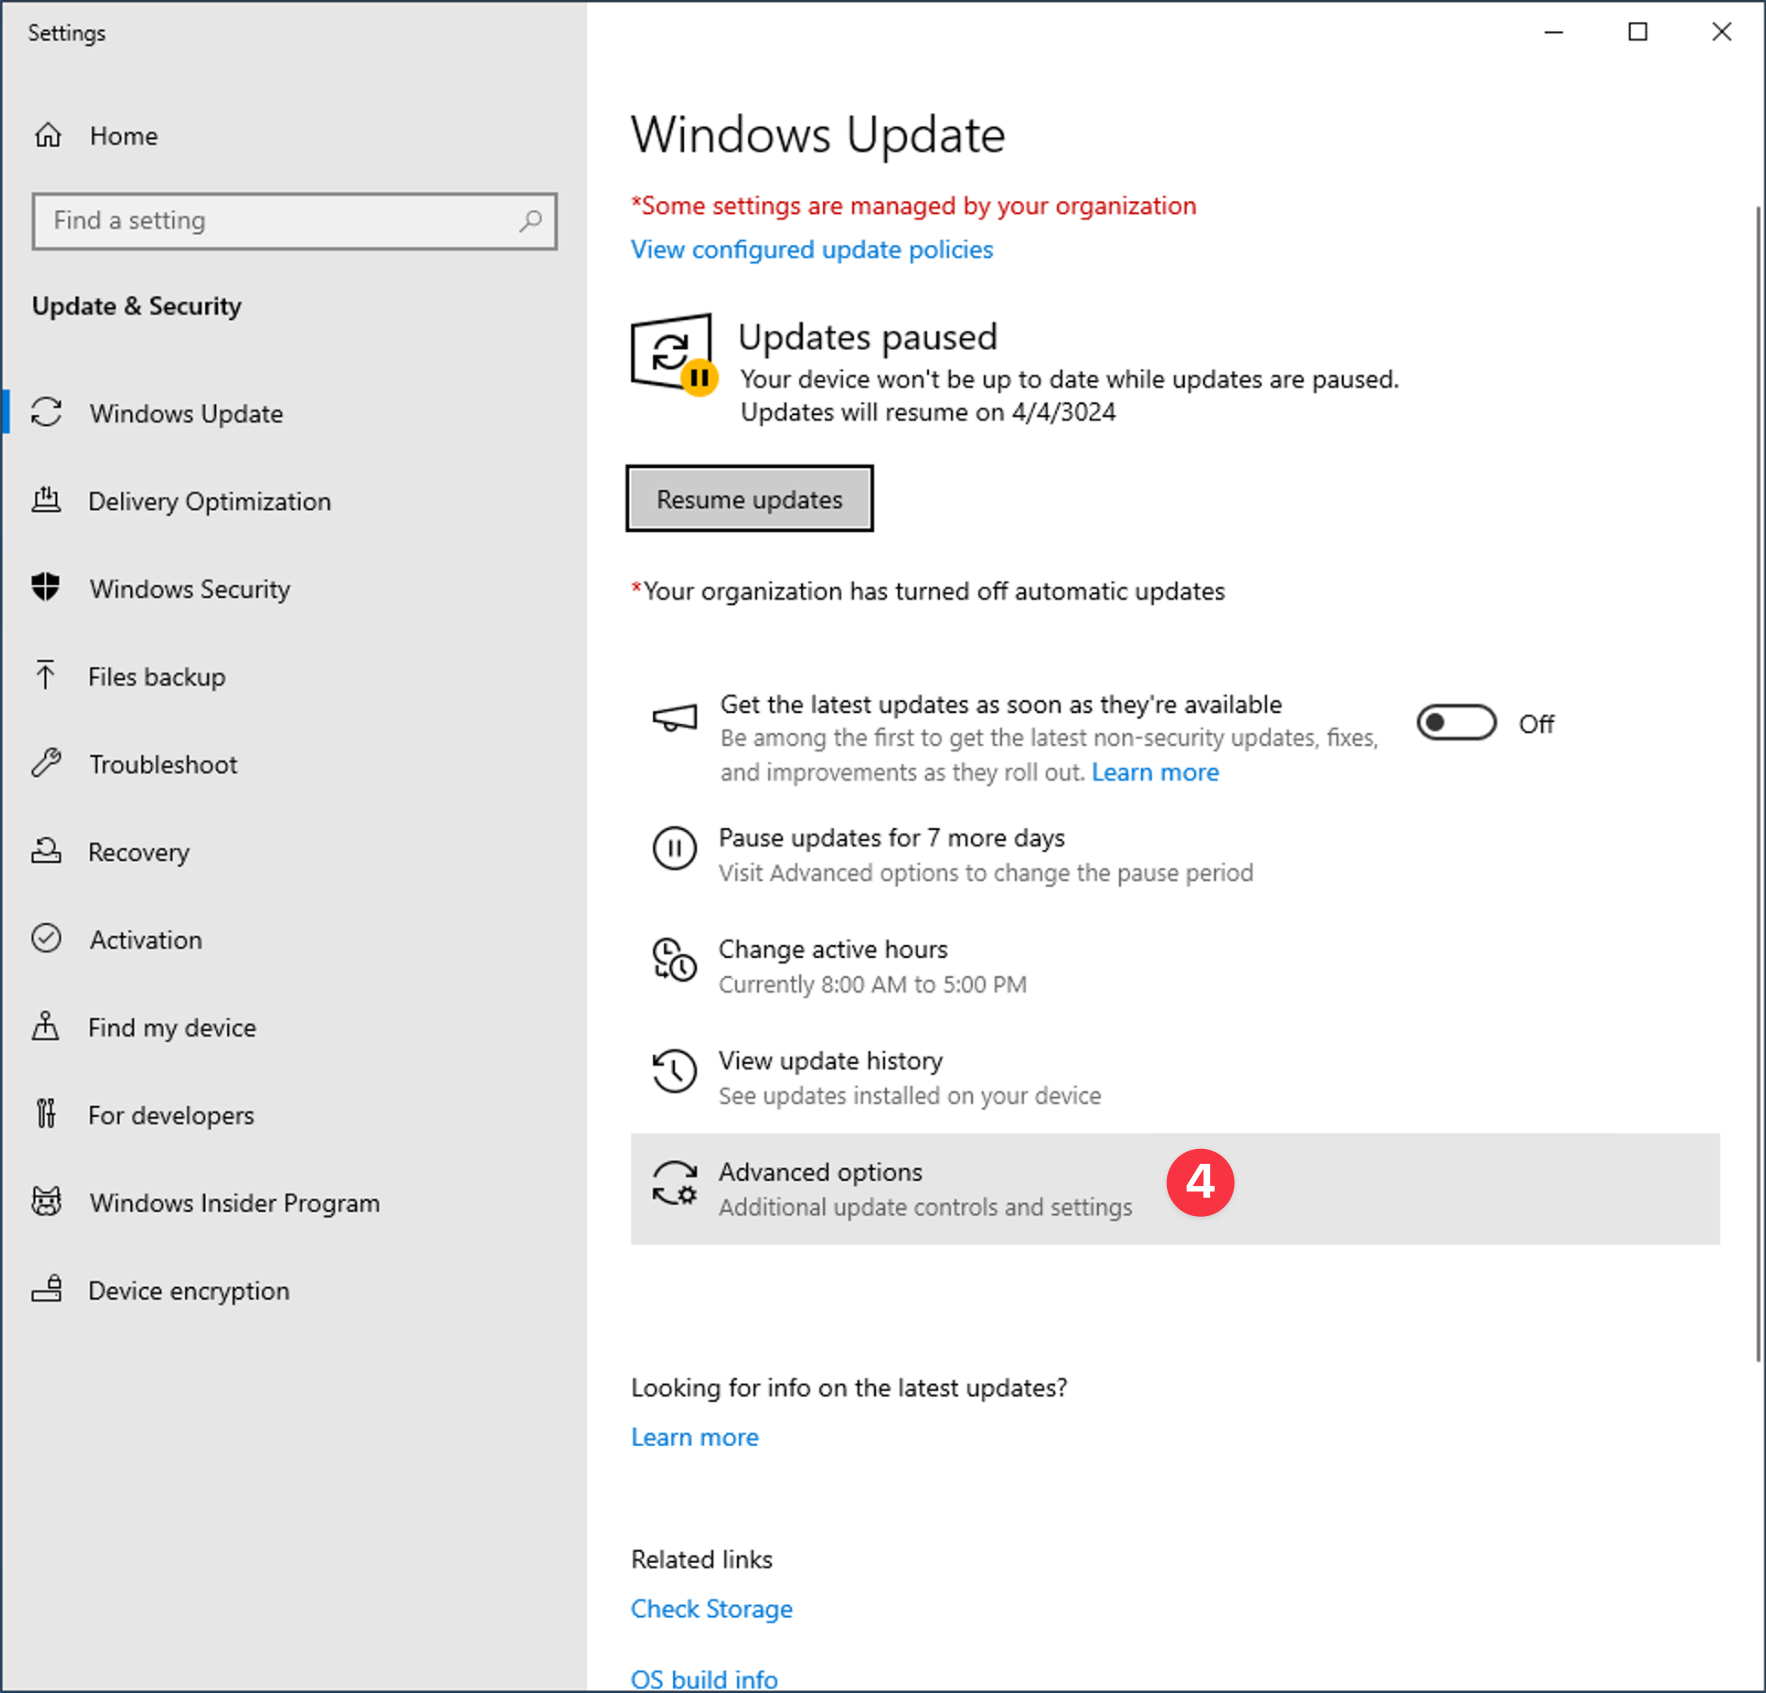 Settings
Home
Find a setting
Update & Security
Windows Update
Delivery Optimization
Windows Security
Files backup
Troubleshoot
Recovery
Activation
Find my device
For developers
Windows Insider Program
Device encryption
Windows Update
*Some settings are managed by your organization
View configured update policies
Updates paused
Your device won't be up to date while updates are paused.
Updates will resume on 4/4/3024
Resume updates
*Your organization has turned off automatic updates
Get the latest updates as soon as they're available
Be among the first to get the latest non-security updates, fixes,
and improvements as they roll out. Learn more
Off
Pause updates for 7 more days
Visit Advanced options to change the pause period
Change active hours
Currently 8:00 AM to 5:00 PM
View update history
See updates installed on your device
Advanced options
Additional update controls and settings
4
Looking for info on the latest updates?
Learn more
Related links
Check Storage
OS build info